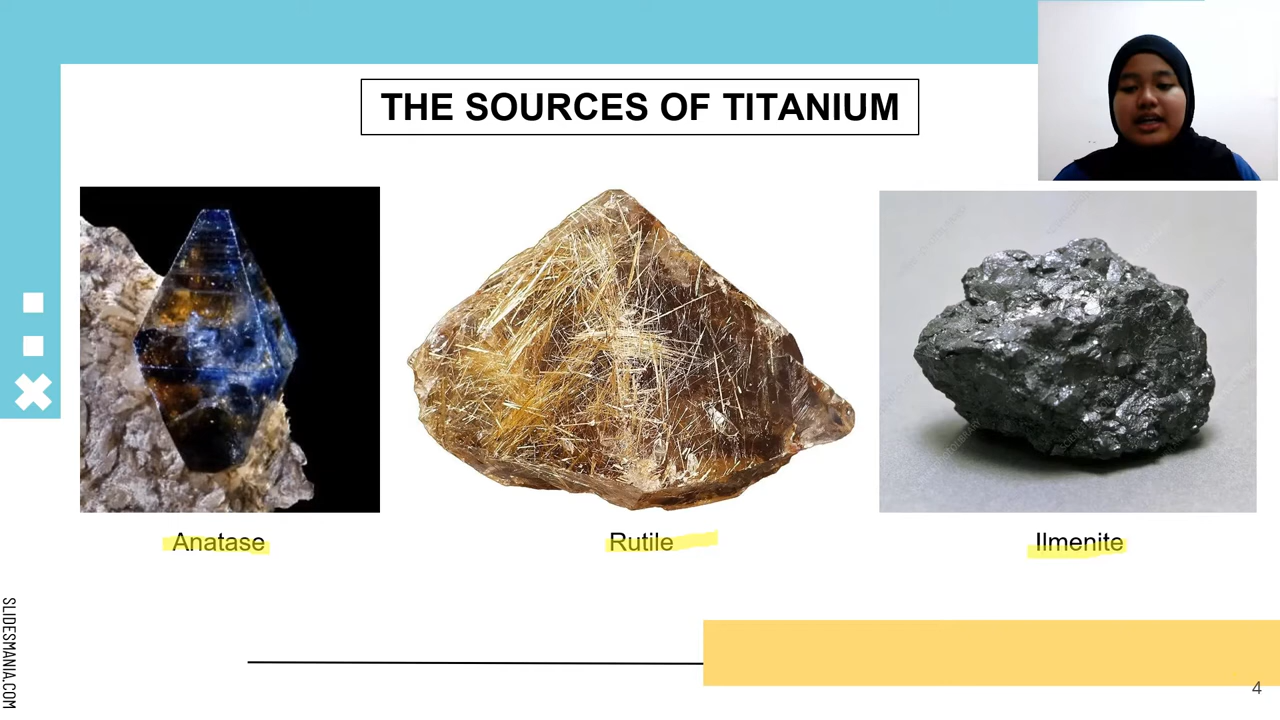 THE SOURCES OF TITANIUM
Anatase
Rutile
Ilmenite
SLIDESMANIA.COM
4